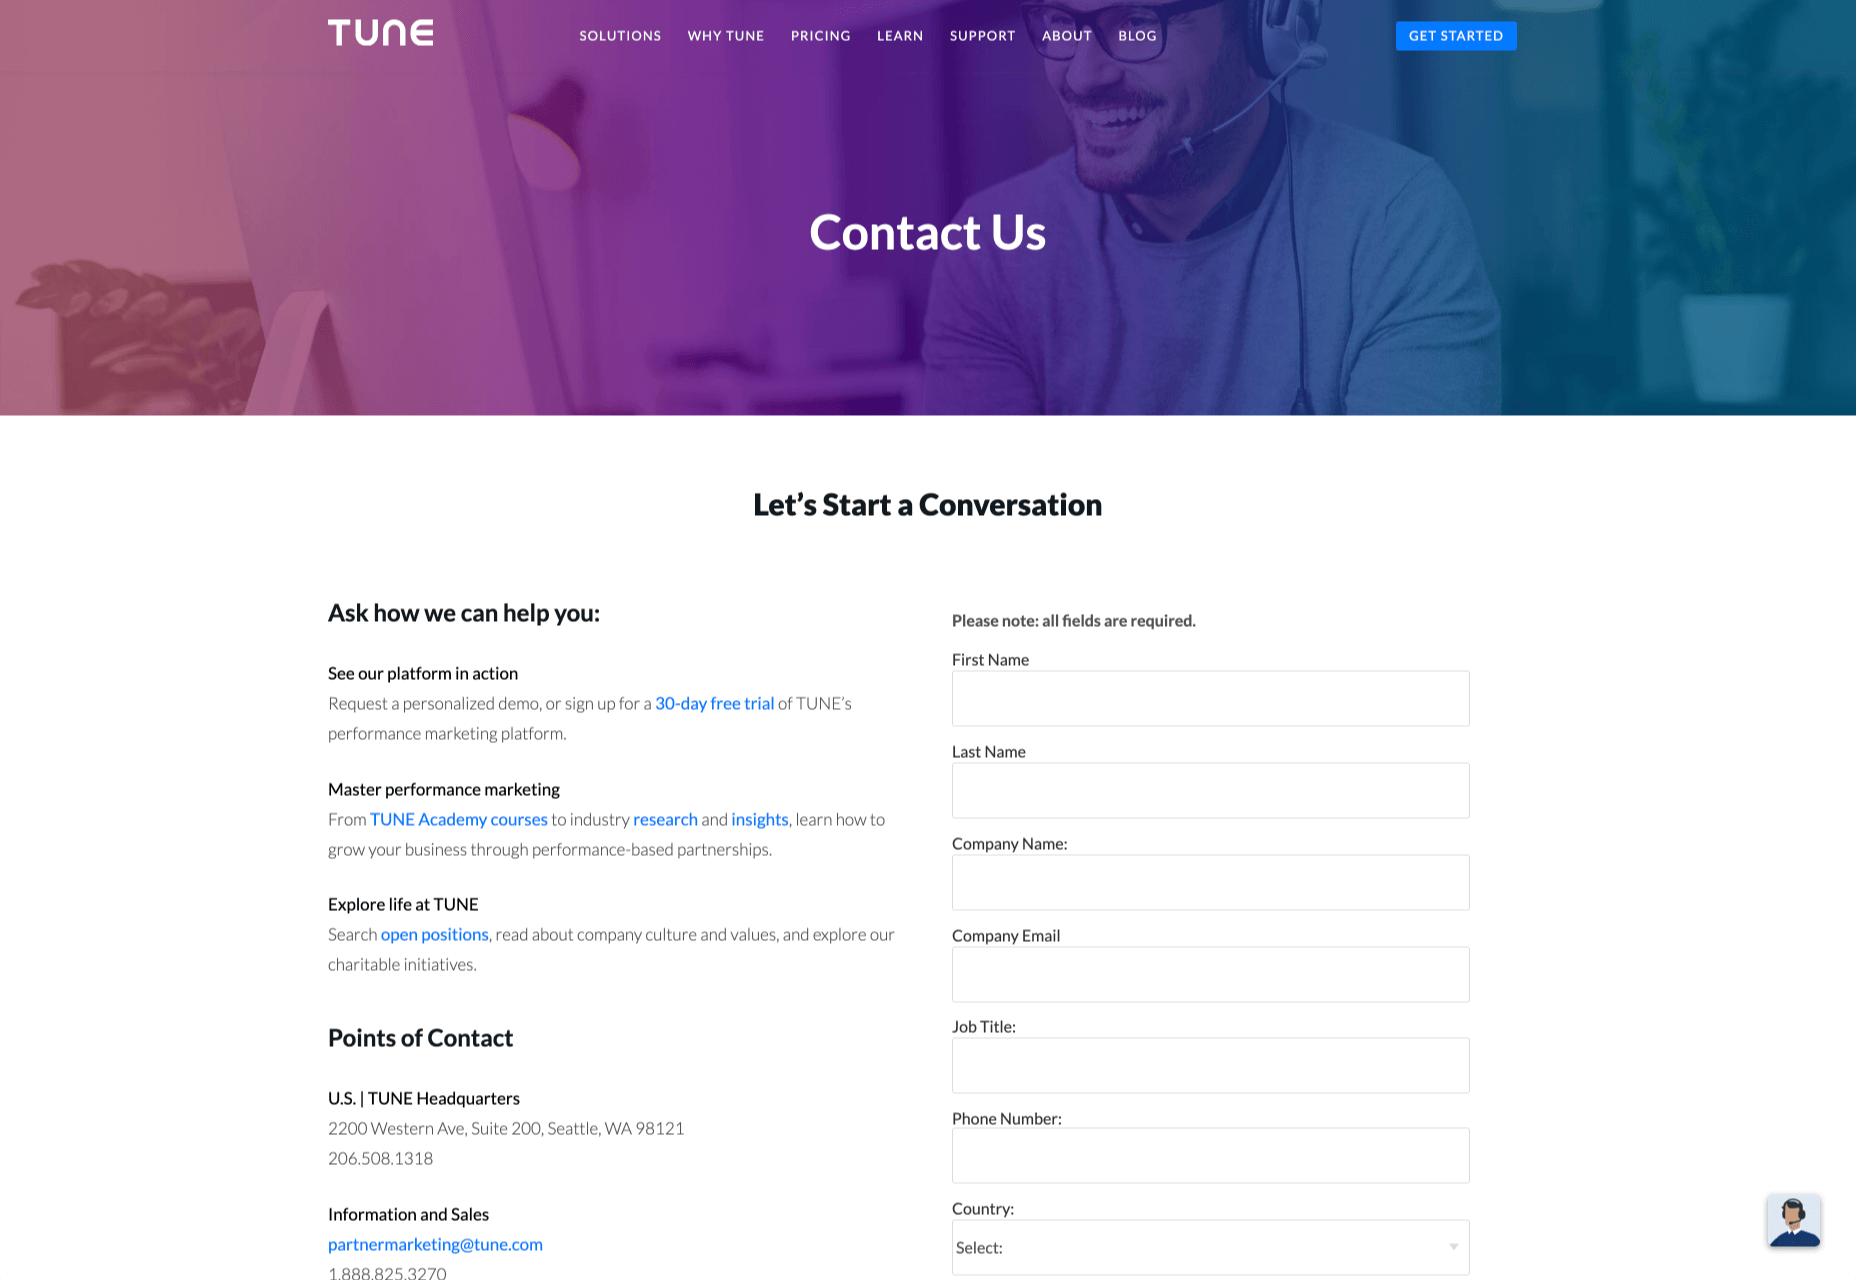 TUNE
SOLUTIONS WHY TUNE PRICING LEARN SUPPORT ABOUT BLOG
GET STARTED
Contact Us
Let’s Start a Conversation
Ask how we can help you:
See our platform in action
Request a personalized demo, or sign up for a 30-day free trial of TUNE’s
performance marketing platform.
Master performance marketing
From TUNE Academy courses to industry research and insights, learn how to
grow your business through performance-based partnerships.
Explore life at TUNE
Search open positions, read about company culture and values, and explore our
charitable initiatives.
Points of Contact
U.S. | TUNE Headquarters
2200 Western Ave, Suite 200, Seattle, WA 98121
206.508.1318
Information and Sales
partnermarketing@tune.com
1.888.825.3270
Please note: all fields are required.
First Name
Last Name
Company Name:
Company Email
Job Title:
Phone Number:
Country:
Select: